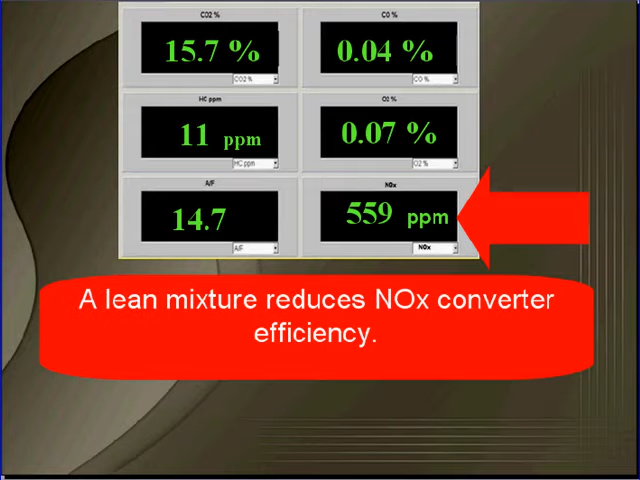 CO2 %
CO %
15.7 %
0.04 %
CO2 %
CO %
HC ppm
O2 %
11 ppm
0.07 %
HC ppm
O2 %
A/F
NOx
14.7
559 ppm
A/F
NOx
A lean mixture reduces NOx converter
efficiency.